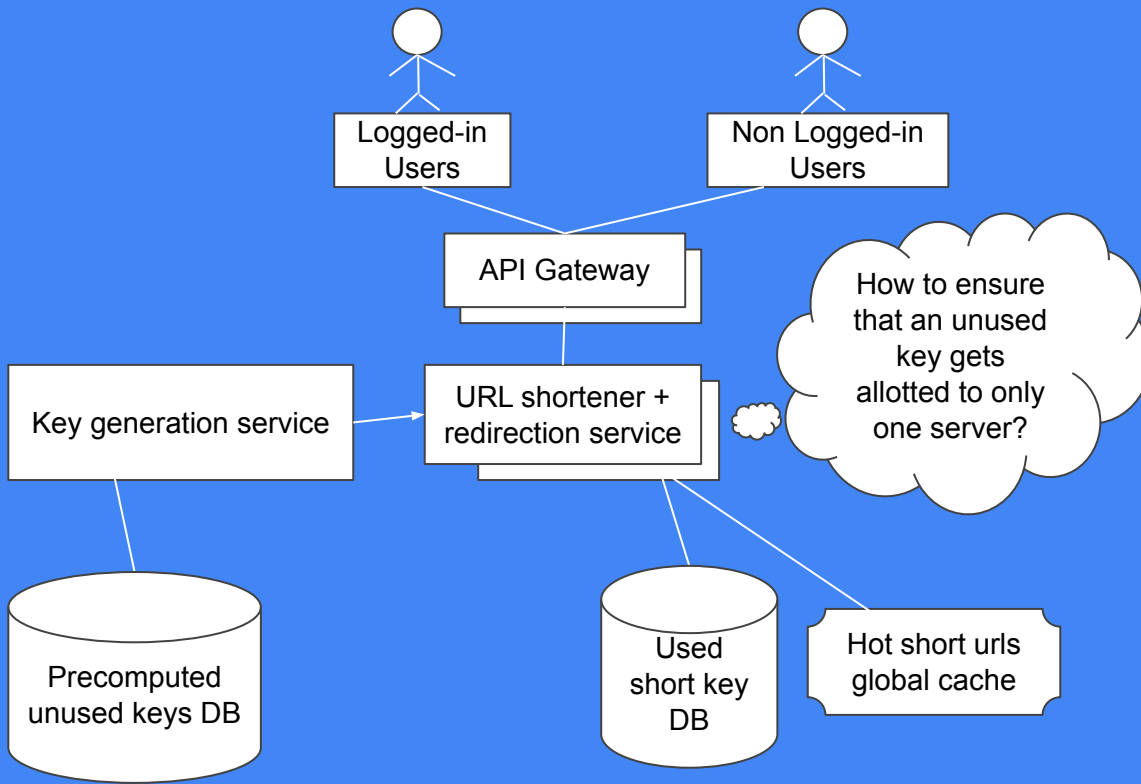 Logged-in
Users
Non Logged-in
Users
API Gateway
How to ensure
that an unused
key gets
allotted to only
one server?
Key generation service
URL shortener +
redirection service
Precomputed
unused keys DB
Used
short key
DB
Hot short urls
global cache